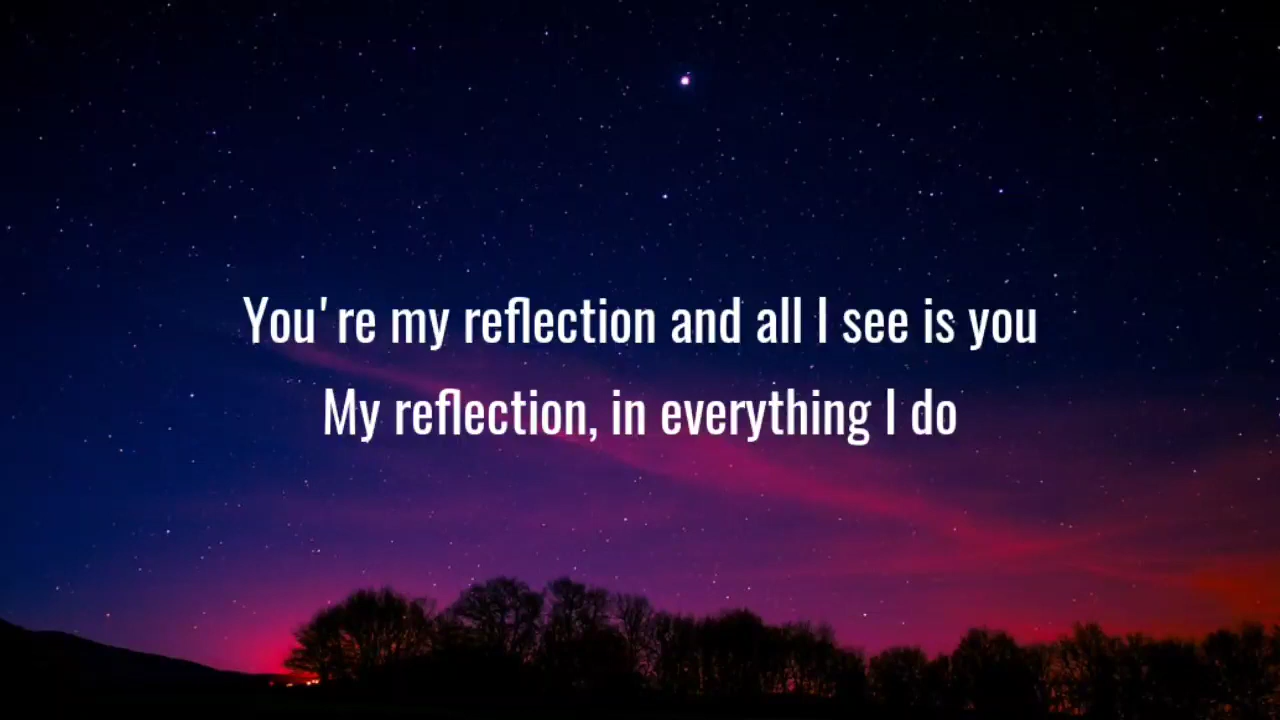 You're my reflection and all I see is you
My reflection, in everything I do